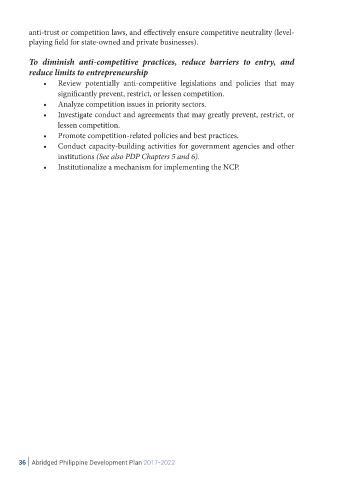 anti-trust or competition laws, and effectively ensure competitive neutrality (level-
playing field for state-owned and private businesses).
To diminish anti-competitive practices, reduce barriers to entry, and
reduce limits to entrepreneurship
• Review potentially anti-competitive legislations and policies that may
significantly prevent, restrict, or lessen competition.
• Analyze competition issues in priority sectors.
• Investigate conduct and agreements that may greatly prevent, restrict, or
lessen competition.
• Promote competition-related policies and best practices.
• Conduct capacity-building activities for government agencies and other
institutions (See also PDP Chapters 5 and 6).
• Institutionalize a mechanism for implementing the NCP.
36 | Abridged Philippine Development Plan 2017-2022